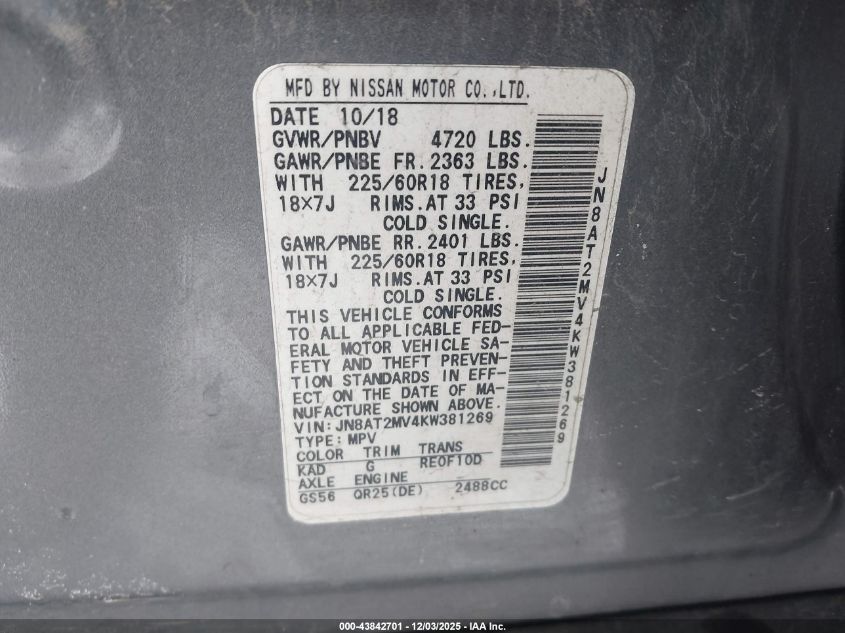 MFD BY NISSAN MOTOR CO.,LTD.
DATE 10/18
GVWR/PNBV 4720 LBS.
GAWR/PNBE FR. 2363 LBS.
WITH 225/60R18 TIRES,
18×7J RIMS.AT 33 PSI
COLD SINGLE.
GAWR/PNBE RR. 2401 LBS.
WITH 225/60R18 TIRES,
18×7J RIMS.AT 33 PSI
COLD SINGLE.
THIS VEHICLE CONFORMS
TO ALL APPLICABLE FED-
ERAL MOTOR VEHICLE SA-
FETY AND THEFT PREVEN-
TION STANDARDS IN EFF-
ECT ON THE DATE OF MA-
NUFACTURE SHOWN ABOVE.
VIN: JN8AT2MV4KW381269
TYPE: MPV
COLOR TRIM TRANS
KAD G RE0F10D
AXLE ENGINE
GS56 QR25(DE) 2488CC
JN8AT2MV4KW381269
000-43842701 - 12/03/2025 - IAA Inc.